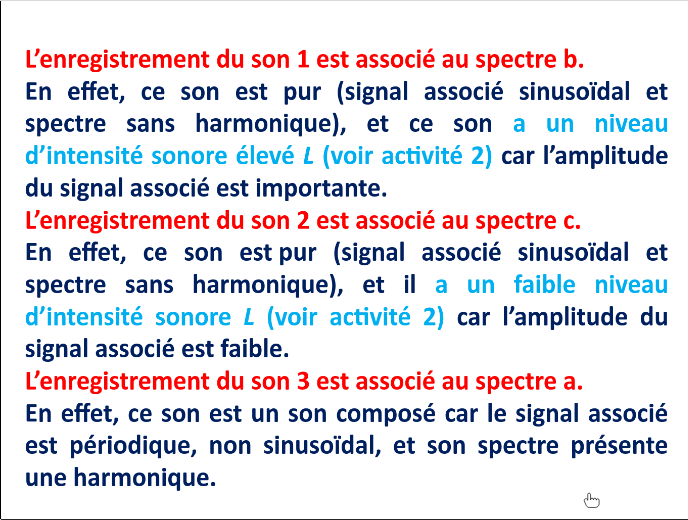 L’enregistrement du son 1 est associé au spectre b.
En effet, ce son est pur (signal associé sinusoïdal et
spectre sans harmonique), et ce son a un niveau
d’intensité sonore élevé L (voir activité 2) car l’amplitude
du signal associé est importante.
L’enregistrement du son 2 est associé au spectre c.
En effet, ce son est pur (signal associé sinusoïdal et
spectre sans harmonique), et il a un faible niveau
d’intensité sonore L (voir activité 2) car l’amplitude du
signal associé est faible.
L’enregistrement du son 3 est associé au spectre a.
En effet, ce son est un son composé car le signal associé
est périodique, non sinusoïdal, et son spectre présente
une harmonique.